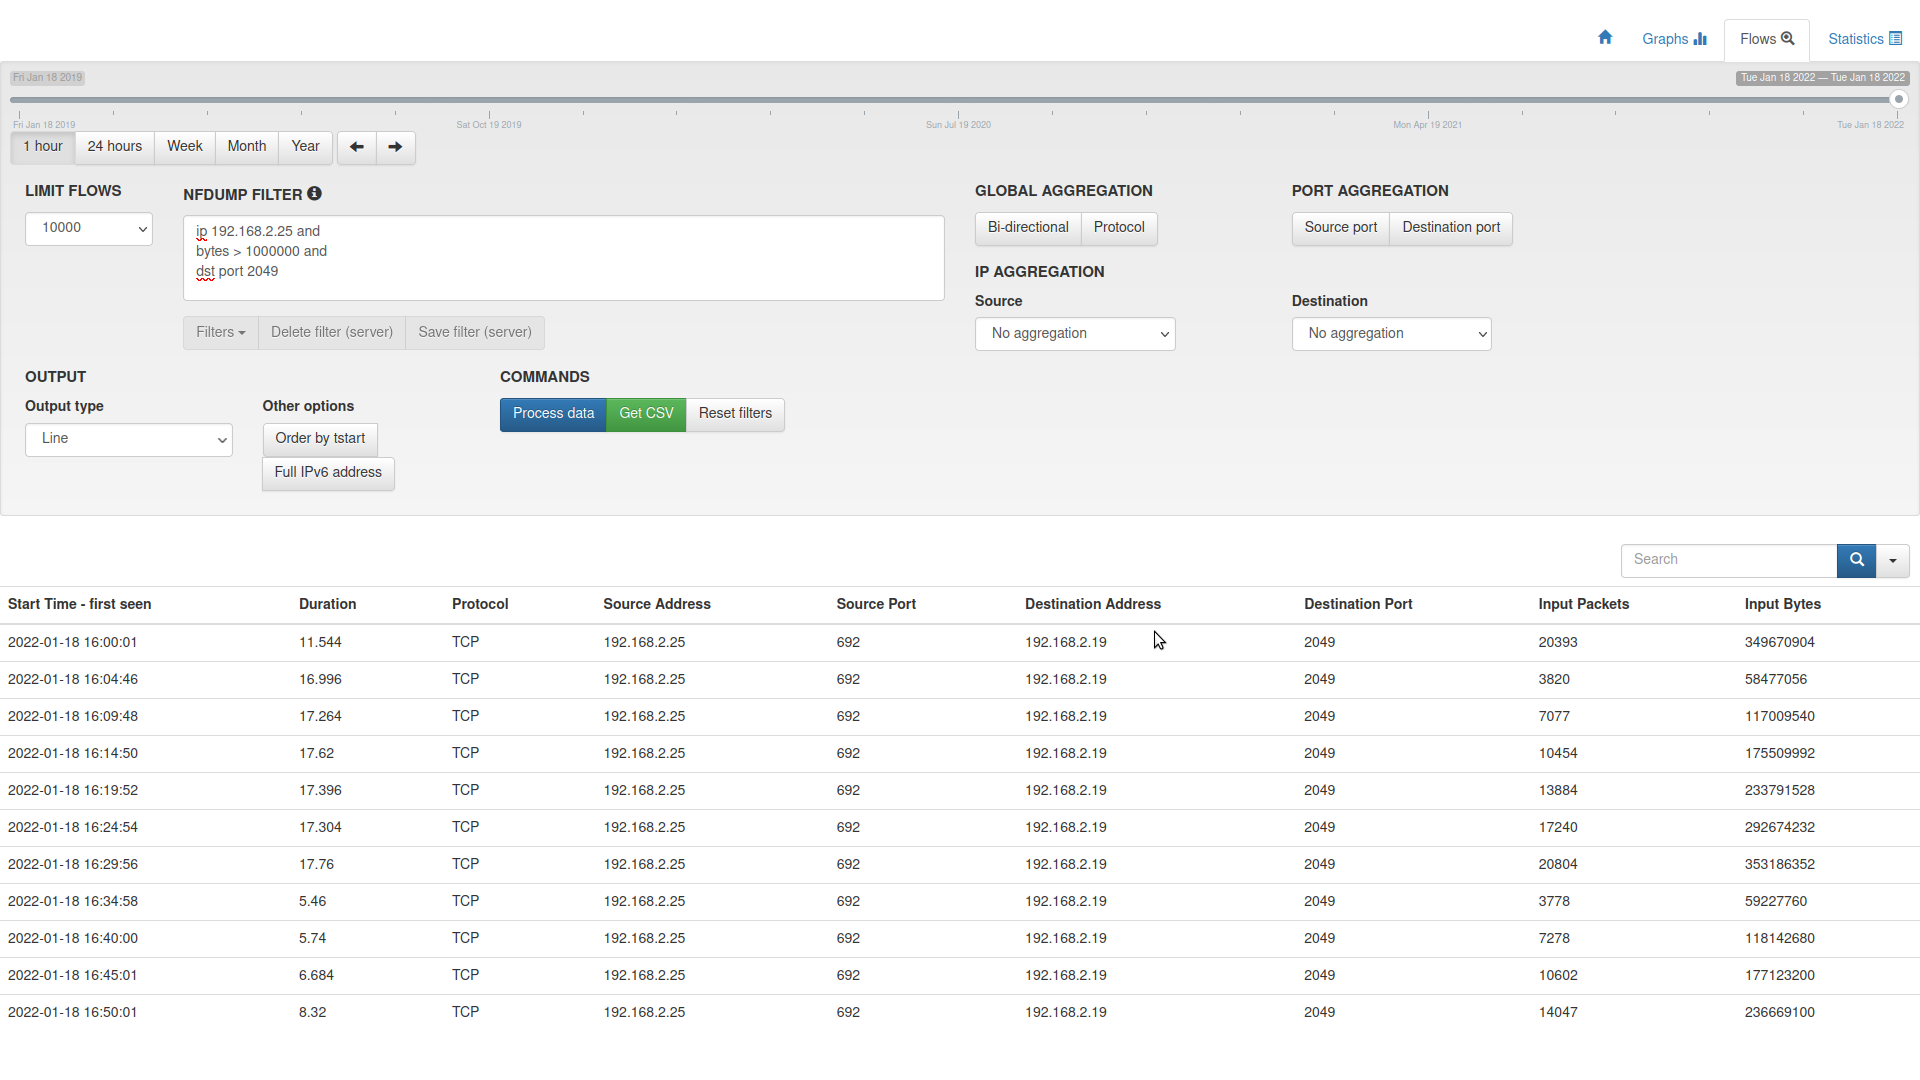 Graphs Flows Statistics
Fri Jan 18 2019 Tue Jan 18 2022 — Tue Jan 18 2022
Fri Jan 18 2019 Sat Oct 19 2019 Sun Jul 19 2020 Mon Apr 19 2021 Tue Jan 18 2022
1 hour 24 hours Week Month Year
LIMIT FLOWS NFDUMP FILTER GLOBAL AGGREGATION PORT AGGREGATION
10000 Bi-directional Protocol Source port Destination port
ip 192.168.2.25 and
bytes > 1000000 and
dst port 2049
IP AGGREGATION
Source Destination
Filters Delete filter (server) Save filter (server) No aggregation No aggregation
OUTPUT COMMANDS
Output type Other options Process data Get CSV Reset filters
Line Order by tstart
Full IPv6 address
Search
Start Time - first seen Duration Protocol Source Address Source Port Destination Address Destination Port Input Packets Input Bytes
2022-01-18 16:00:01 11.544 TCP 192.168.2.25 692 192.168.2.19 2049 20393 349670904
2022-01-18 16:04:46 16.996 TCP 192.168.2.25 692 192.168.2.19 2049 3820 58477056
2022-01-18 16:09:48 17.264 TCP 192.168.2.25 692 192.168.2.19 2049 7077 117009540
2022-01-18 16:14:50 17.62 TCP 192.168.2.25 692 192.168.2.19 2049 10454 175509992
2022-01-18 16:19:52 17.396 TCP 192.168.2.25 692 192.168.2.19 2049 13884 233791528
2022-01-18 16:24:54 17.304 TCP 192.168.2.25 692 192.168.2.19 2049 17240 292674232
2022-01-18 16:29:56 17.76 TCP 192.168.2.25 692 192.168.2.19 2049 20804 353186352
2022-01-18 16:34:58 5.46 TCP 192.168.2.25 692 192.168.2.19 2049 3778 59227760
2022-01-18 16:40:00 5.74 TCP 192.168.2.25 692 192.168.2.19 2049 7278 118142680
2022-01-18 16:45:01 6.684 TCP 192.168.2.25 692 192.168.2.19 2049 10602 177123200
2022-01-18 16:50:01 8.32 TCP 192.168.2.25 692 192.168.2.19 2049 14047 236669100